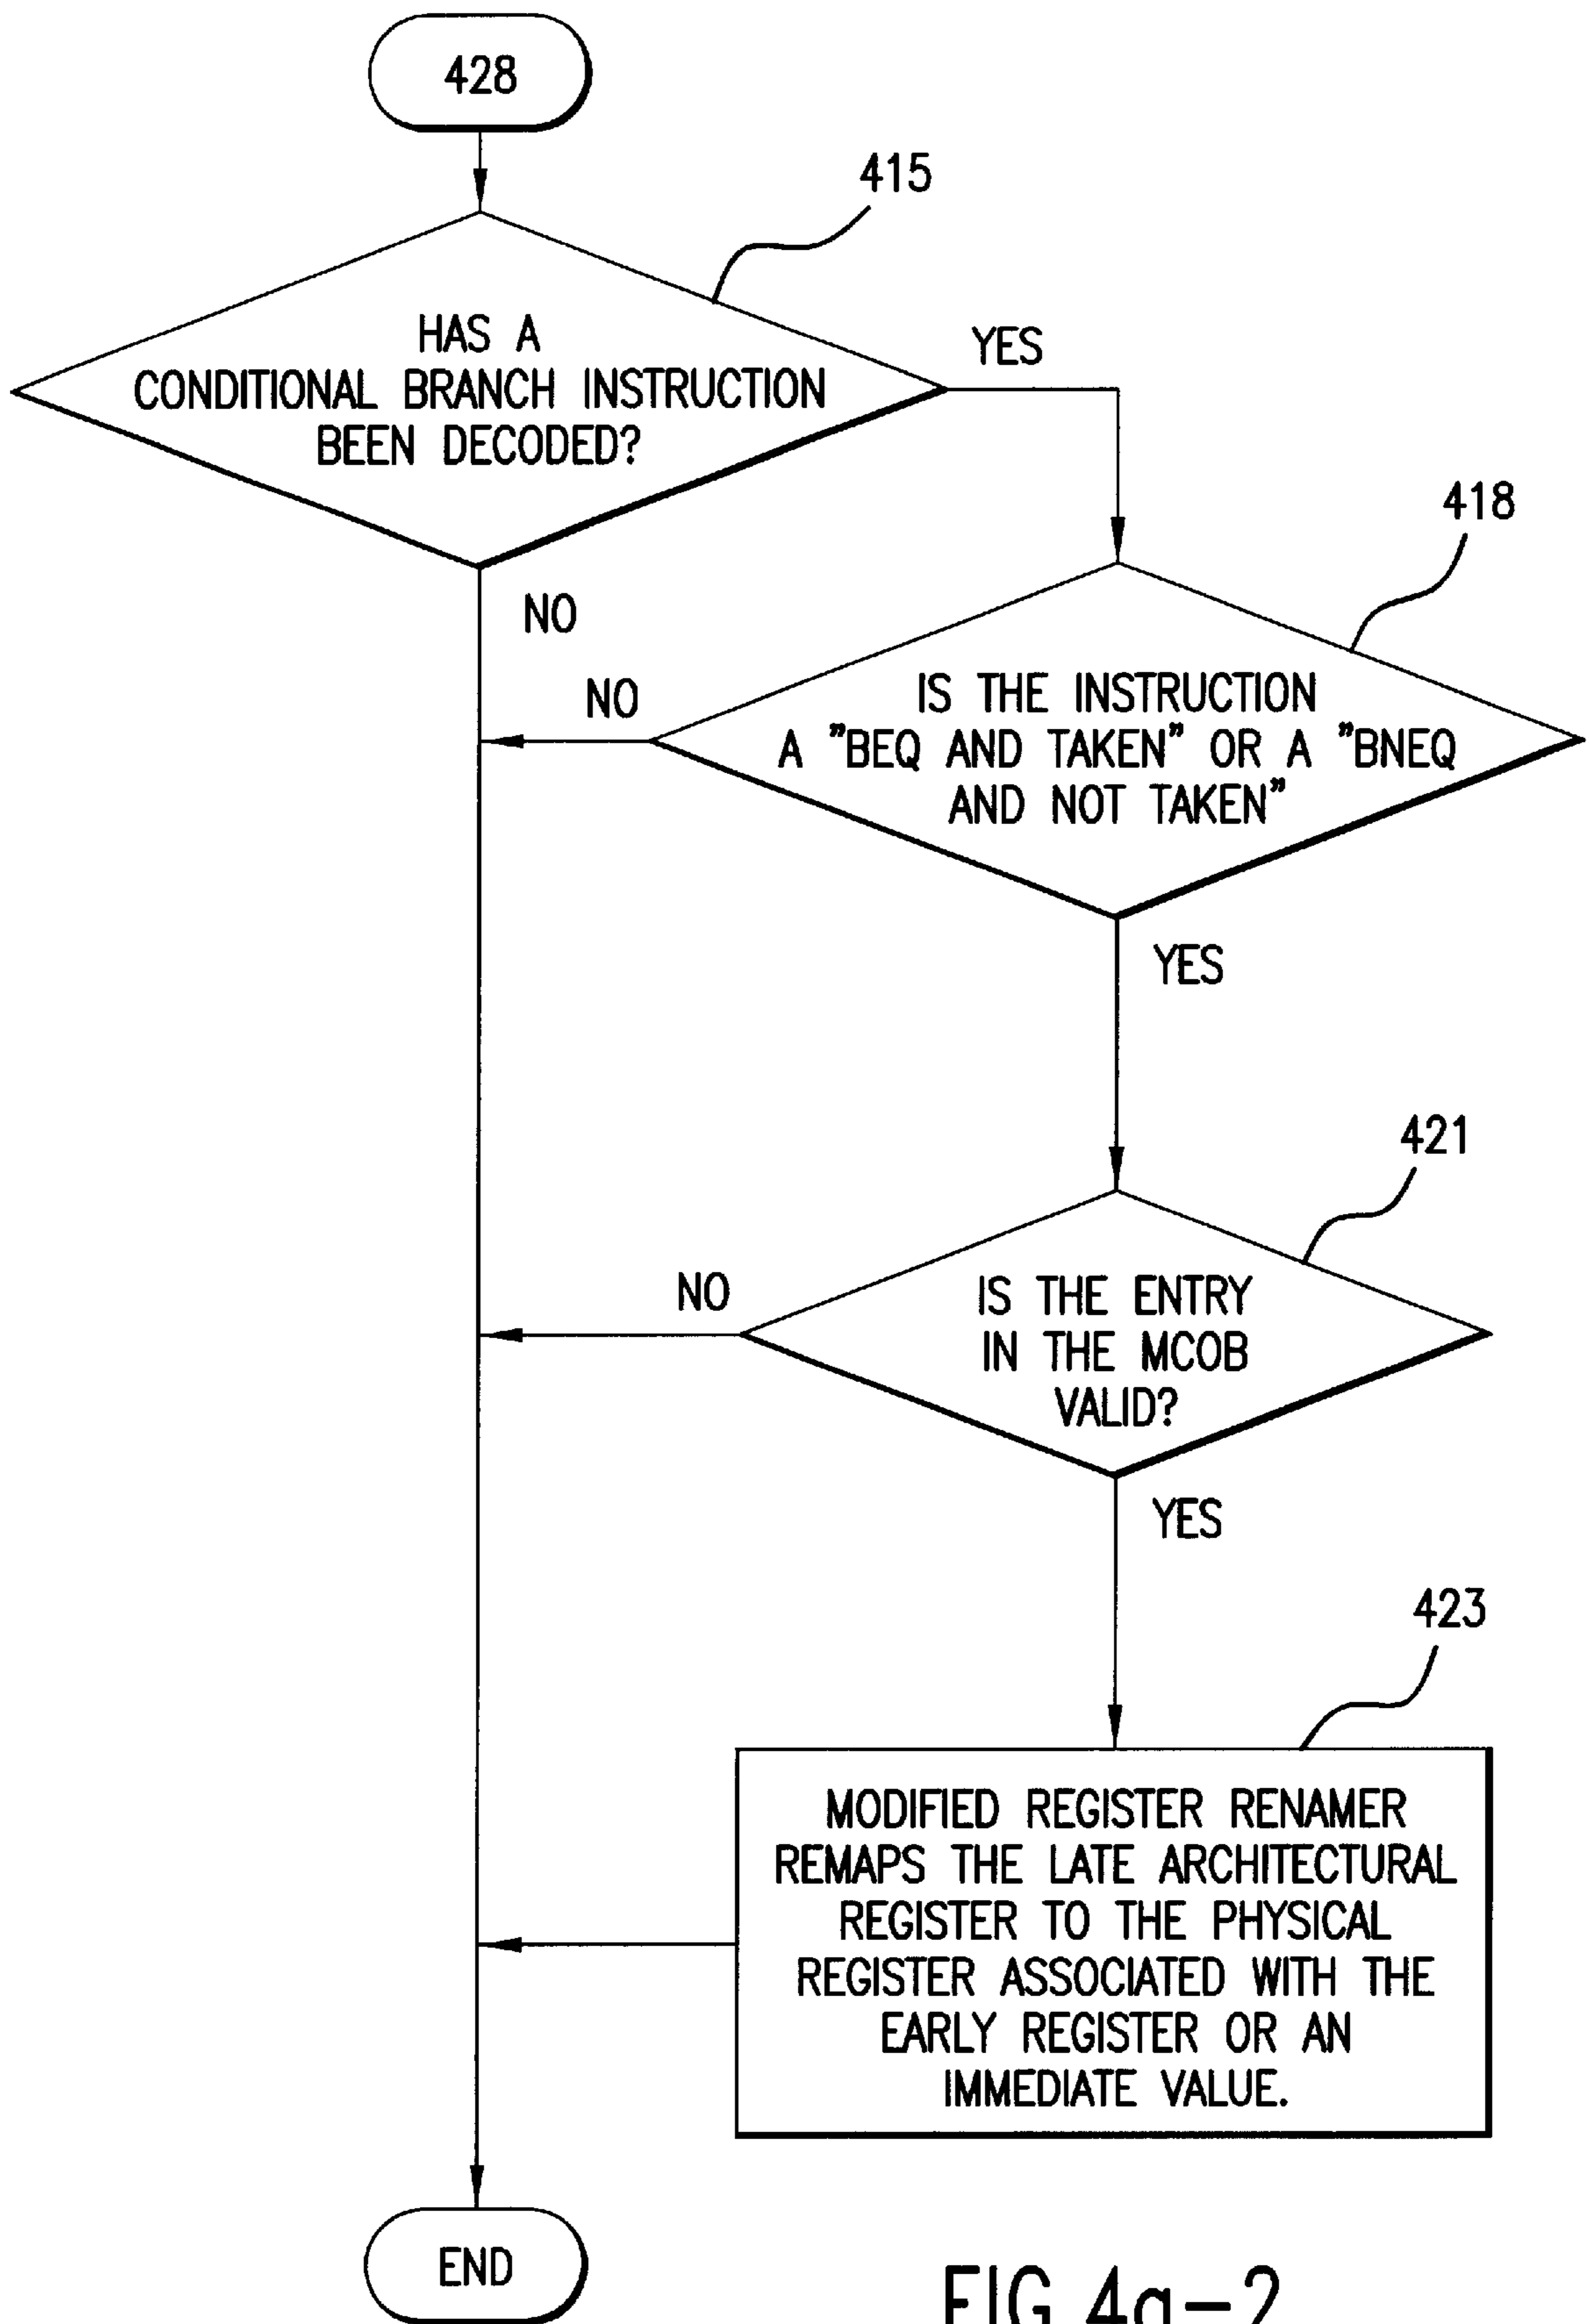 428
415
HAS A
CONDITIONAL BRANCH INSTRUCTION
BEEN DECODED?
YES
NO
418
IS THE INSTRUCTION
A "BEQ AND TAKEN" OR A "BNEQ
AND NOT TAKEN"
NO
YES
421
IS THE ENTRY
IN THE MCOB
VALID?
NO
YES
423
MODIFIED REGISTER RENAMER
REMAPS THE LATE ARCHITECTURAL
REGISTER TO THE PHYSICAL
REGISTER ASSOCIATED WITH THE
EARLY REGISTER OR AN
IMMEDIATE VALUE.
END
FIG. 4a-2